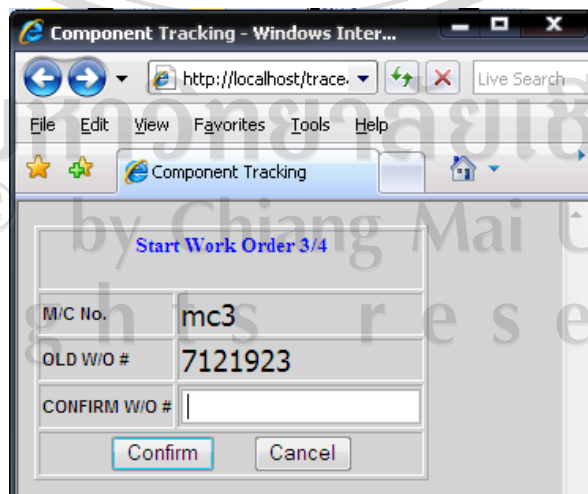 Component Tracking - Windows Inter...
http://localhost/trace.
Live Search
File Edit View Favorites Tools Help
Component Tracking
by Chiang Mai
Start Work Order 3/4
M/C No. mc3
OLD W/O # 7121923
CONFIRM W/O #
Confirm Cancel